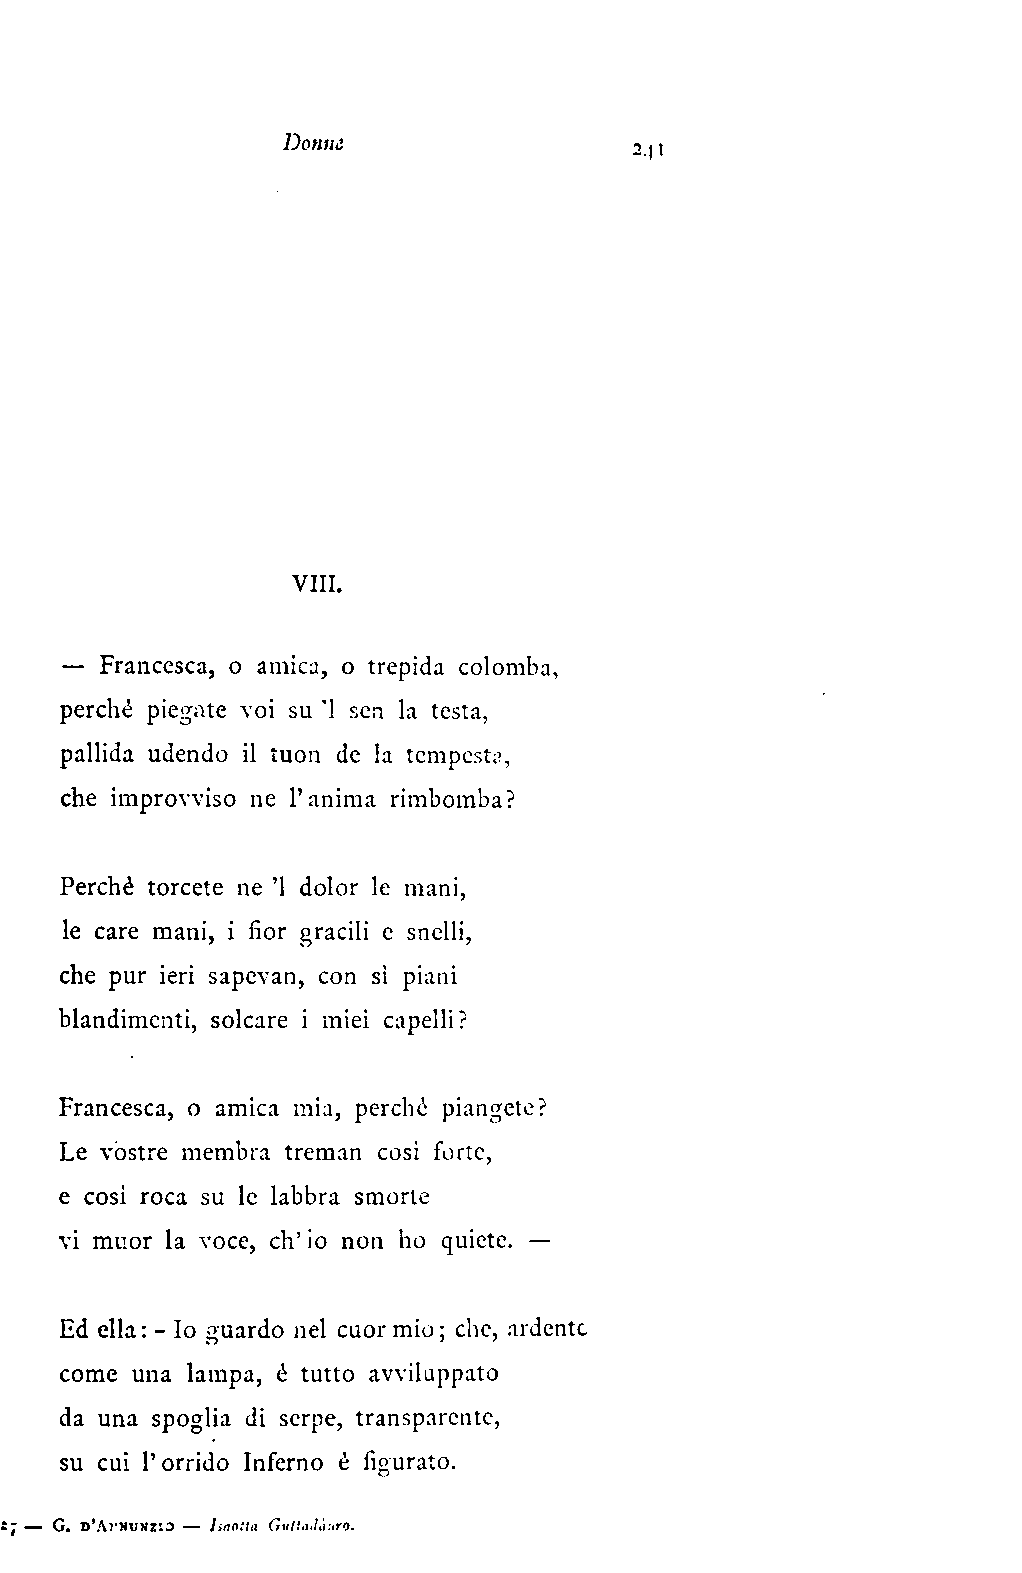 Donne 241
VIII.
— Francesca, o amica, o trepida colomba,
perchè piegate voi su 'l sen la testa,
pallida udendo il tuon de la tempesta,
che improvviso ne l'anima rimbomba?
Perchè torcete ne 'l dolor le mani,
le care mani, i fior gracili e snelli,
che pur ieri sapevan, con sì piani
blandimenti, solcare i miei capelli?
Francesca, o amica mia, perchè piangete?
Le vostre membra treman così forte,
e così roca su le labbra smorte
vi muor la voce, ch'io non ho quiete. —
Ed ella: - Io guardo nel cuor mio; che, ardente
come una lampa, è tutto avviluppato
da una spoglia di serpe, transparente,
su cui l'orrido Inferno è figurato.
27 — G. D'ANNUNZIO — Isaotta Guttadàuro.